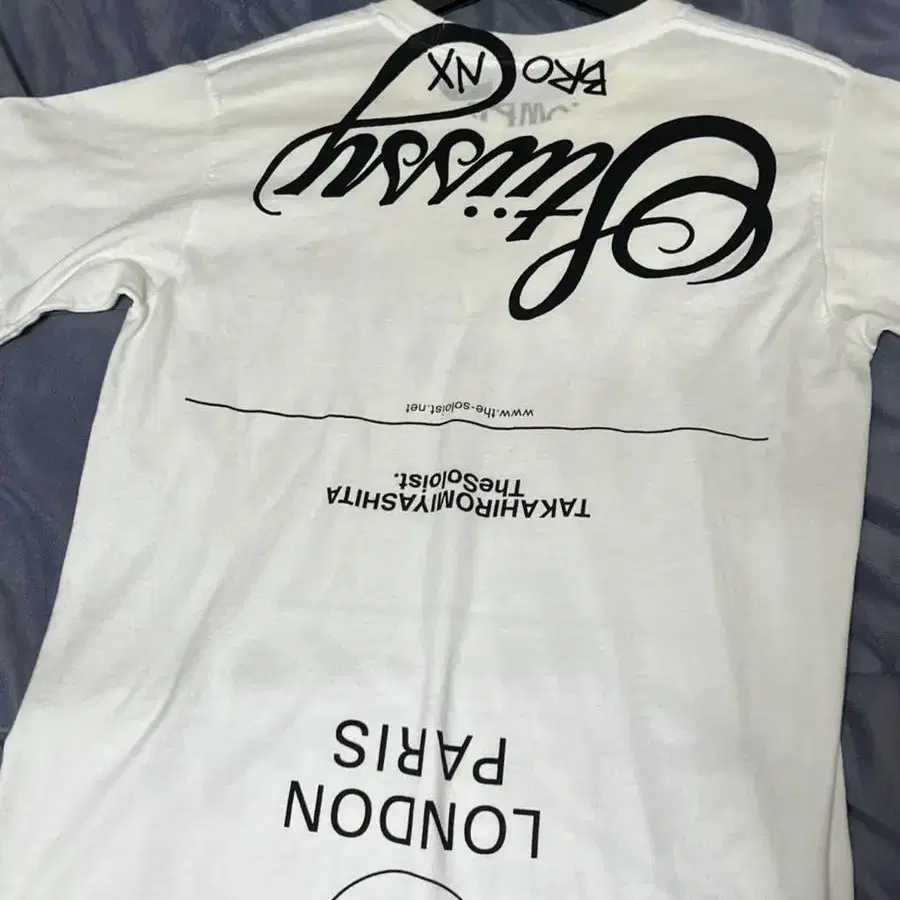 LONDON
PARIS
TAKAHIROMIYASHITA
TheSoloist.
www.the-soloist.net
Stüssy
BRONX